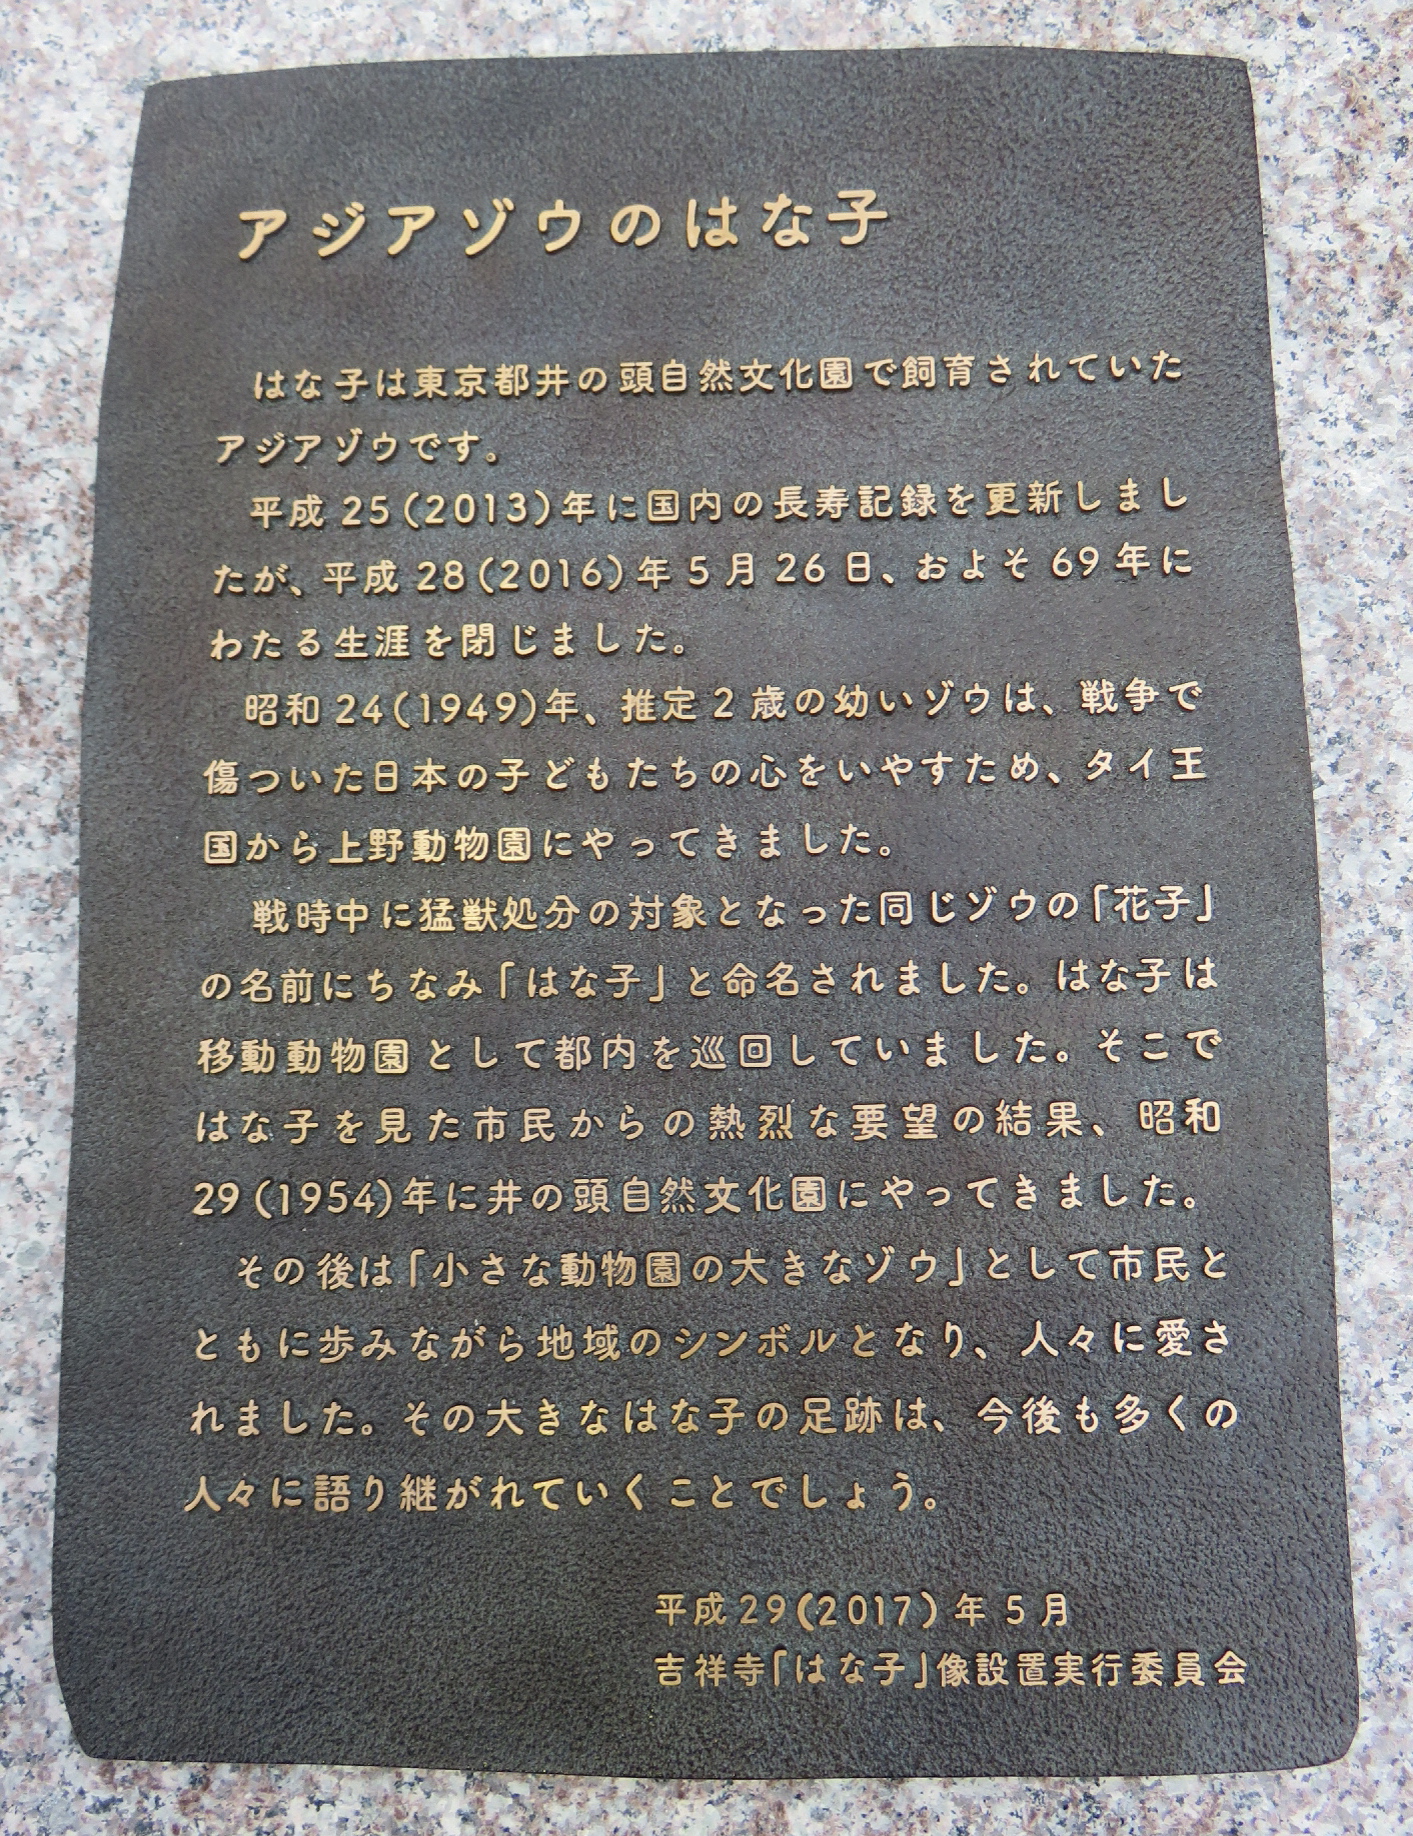 アジアゾウのはな子
はな子は東京都井の頭自然文化園で飼育されていた
アジアゾウです。
平成25(2013)年に国内の長寿記録を更新しまし
たが、平成28(2016)年5月26日、およそ69年に
わたる生涯を閉じました。
昭和24(1949)年、推定2歳の幼いゾウは、戦争で
傷ついた日本の子どもたちの心をいやすため、タイ王
国から上野動物園にやってきました。
戦時中に猛獣処分の対象となった同じゾウの「花子」
の名前にちなみ「はな子」と命名されました。はな子は
移動動物園として都内を巡回していました。そこで
はな子を見た市民からの熱烈な要望の結果、昭和
29(1954)年に井の頭自然文化園にやってきました。
その後は「小さな動物園の大きなゾウ」として市民と
ともに歩みながら地域のシンボルとなり、人々に愛さ
れました。その大きなはな子の足跡は、今後も多くの
人々に語り継がれていくことでしょう。
平成29(2017)年5月
吉祥寺「はな子」像設置実行委員会